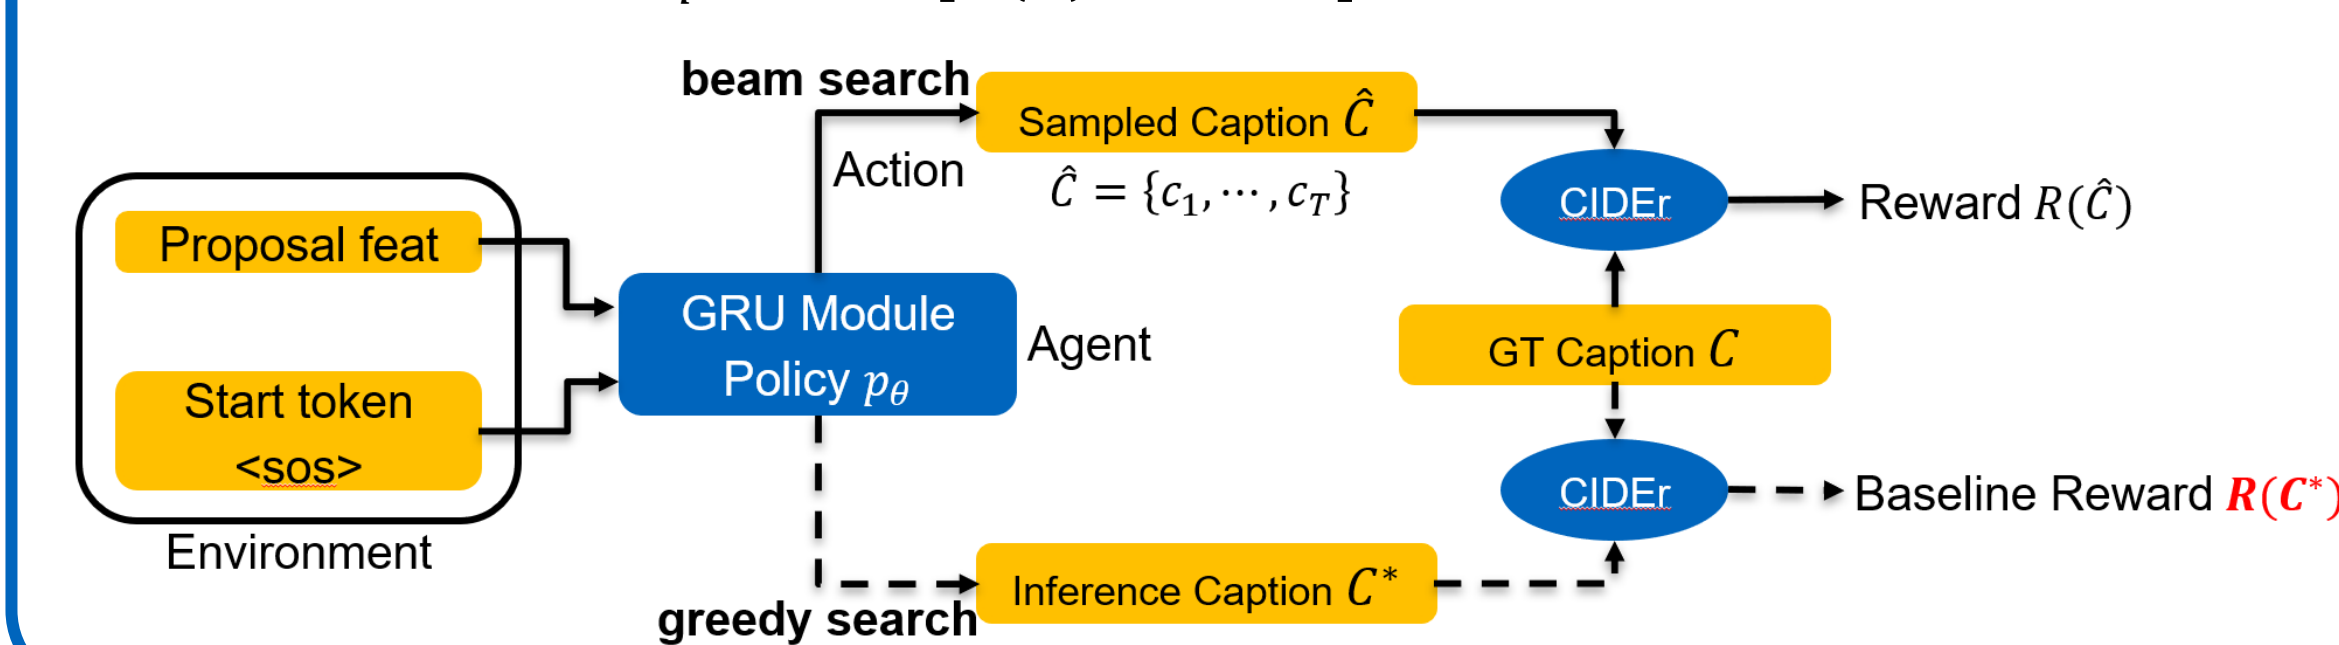 beam search
Sampled Caption Ĉ
Action
Ĉ = {c₁, ⋯ , c_T}
CIDEr
Reward R(Ĉ)
Proposal feat
GRU Module
Policy p_θ
Agent
GT Caption C
Start token
<sos>
CIDEr
Baseline Reward R(C*)
Environment
Inference Caption C*
greedy search